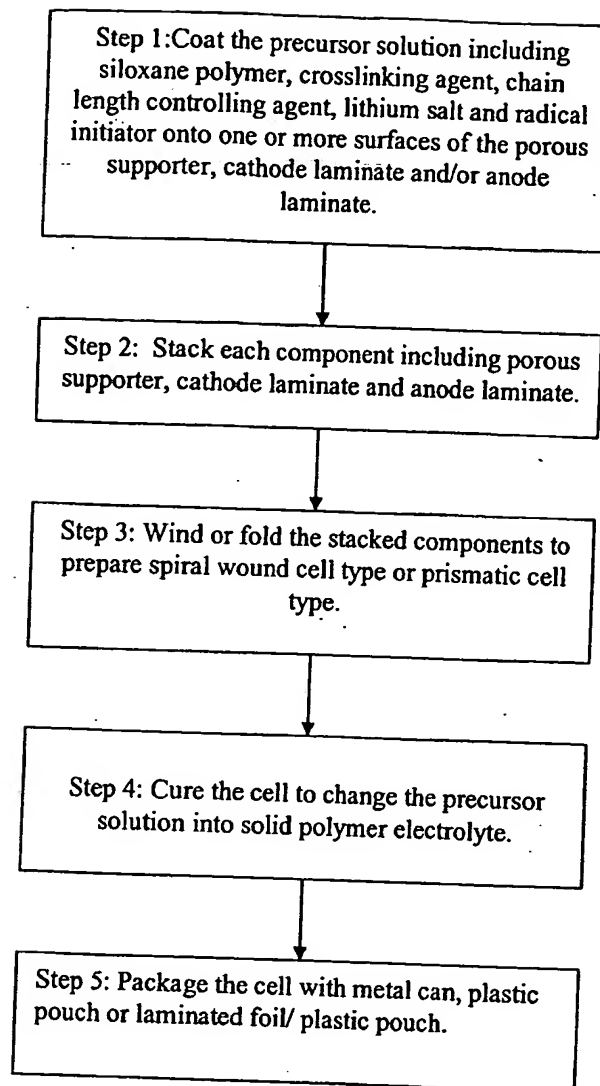 Step 1:Coat the precursor solution including
siloxane polymer, crosslinking agent, chain
length controlling agent, lithium salt and radical
initiator onto one or more surfaces of the porous
supporter, cathode laminate and/or anode
laminate.
Step 2: Stack each component including porous
supporter, cathode laminate and anode laminate.
Step 3: Wind or fold the stacked components to
prepare spiral wound cell type or prismatic cell
type.
Step 4: Cure the cell to change the precursor
solution into solid polymer electrolyte.
Step 5: Package the cell with metal can, plastic
pouch or laminated foil/ plastic pouch.